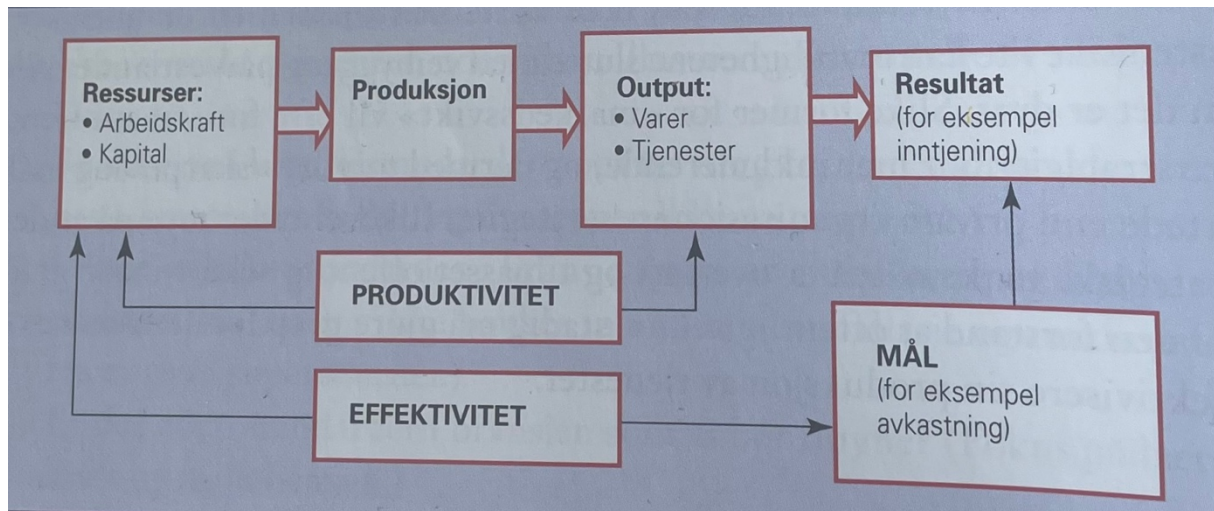 Ressurser:
• Arbeidskraft
• Kapital
Produksjon
Output:
• Varer
• Tjenester
Resultat
(for eksempel
inntjening)
PRODUKTIVITET
EFFEKTIVITET
MÅL
(for eksempel
avkastning)